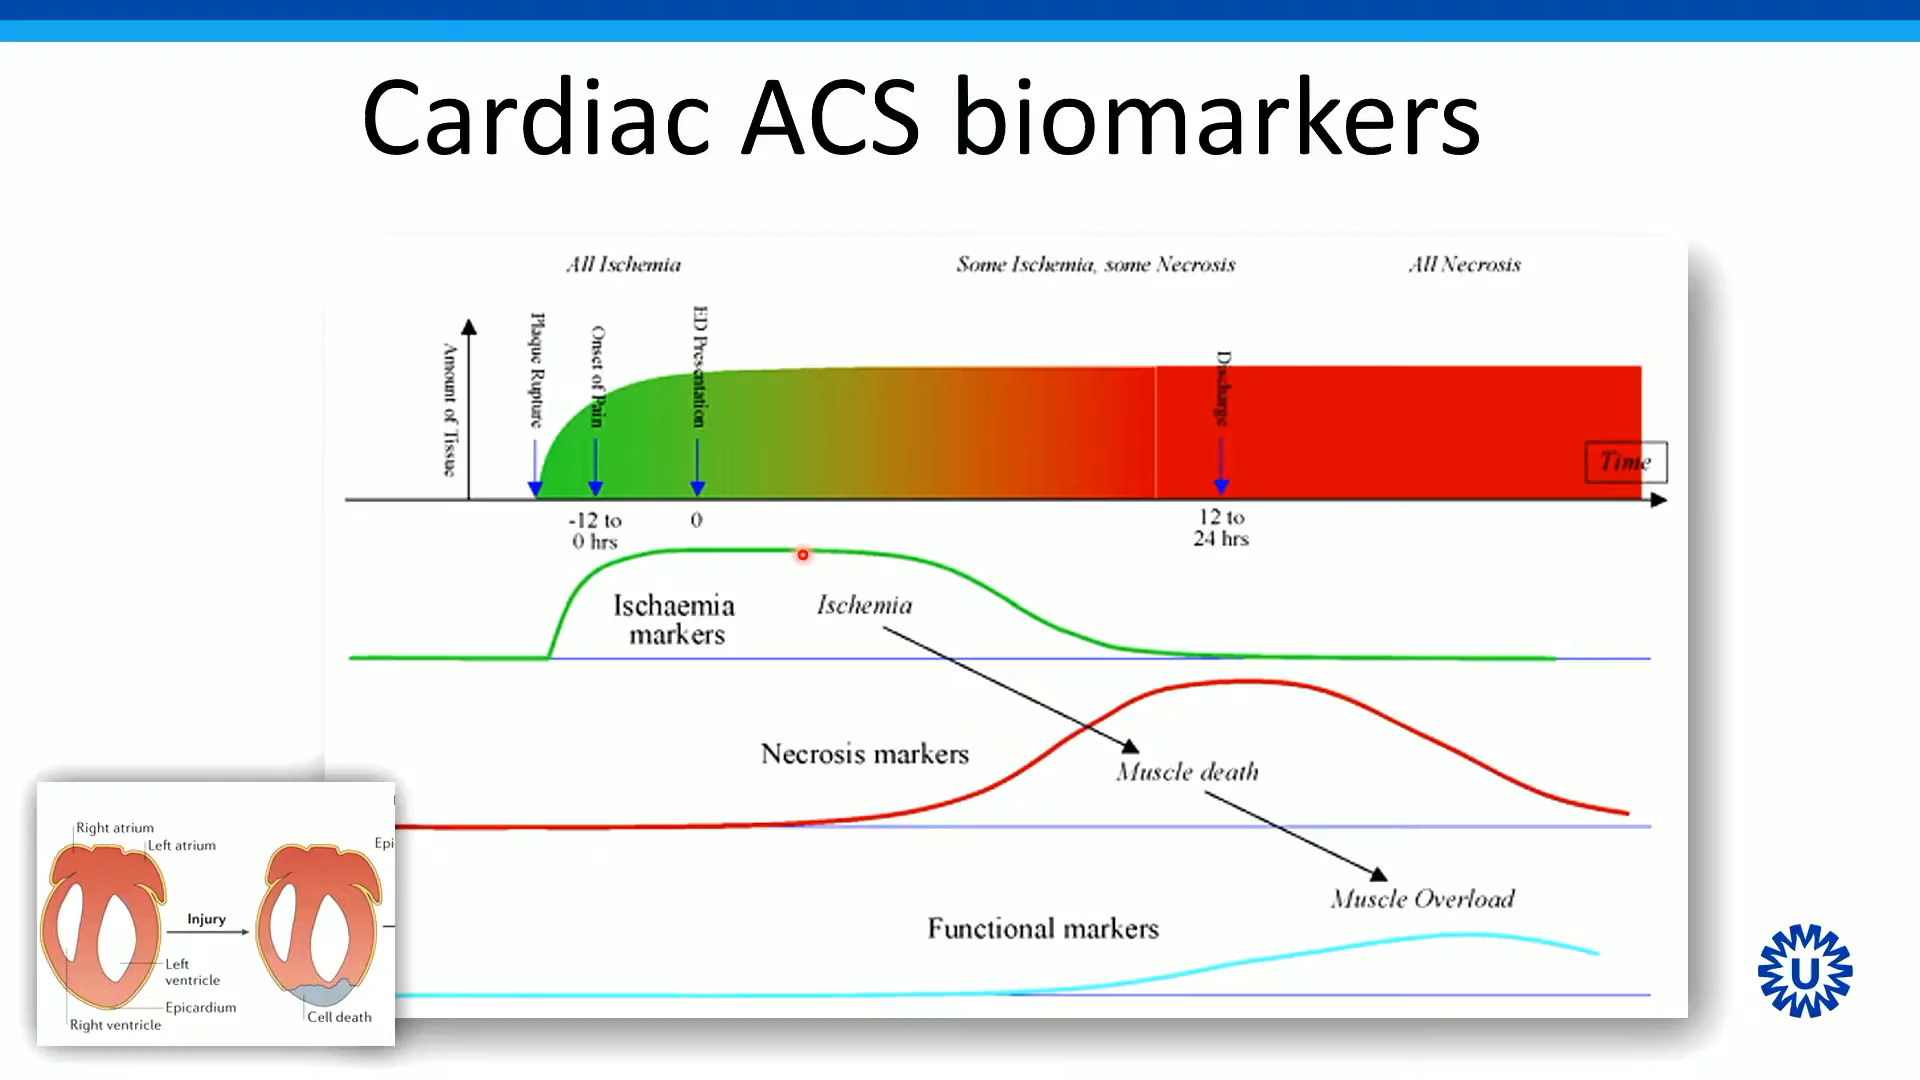 Cardiac ACS biomarkers
All Ischemia
Some Ischemia, some Necrosis
All Necrosis
Amount of Tissue
Plaque Rupture
Onset of Pain
ED Presentation
Discharge
Time
-12 to
0 hrs
0
12 to
24 hrs
Ischaemia
markers
Ischemia
Necrosis markers
Muscle death
Muscle Overload
Functional markers
Right atrium
Left atrium
Epi
Injury
Left
ventricle
Epicardium
Right ventricle
Cell death
U